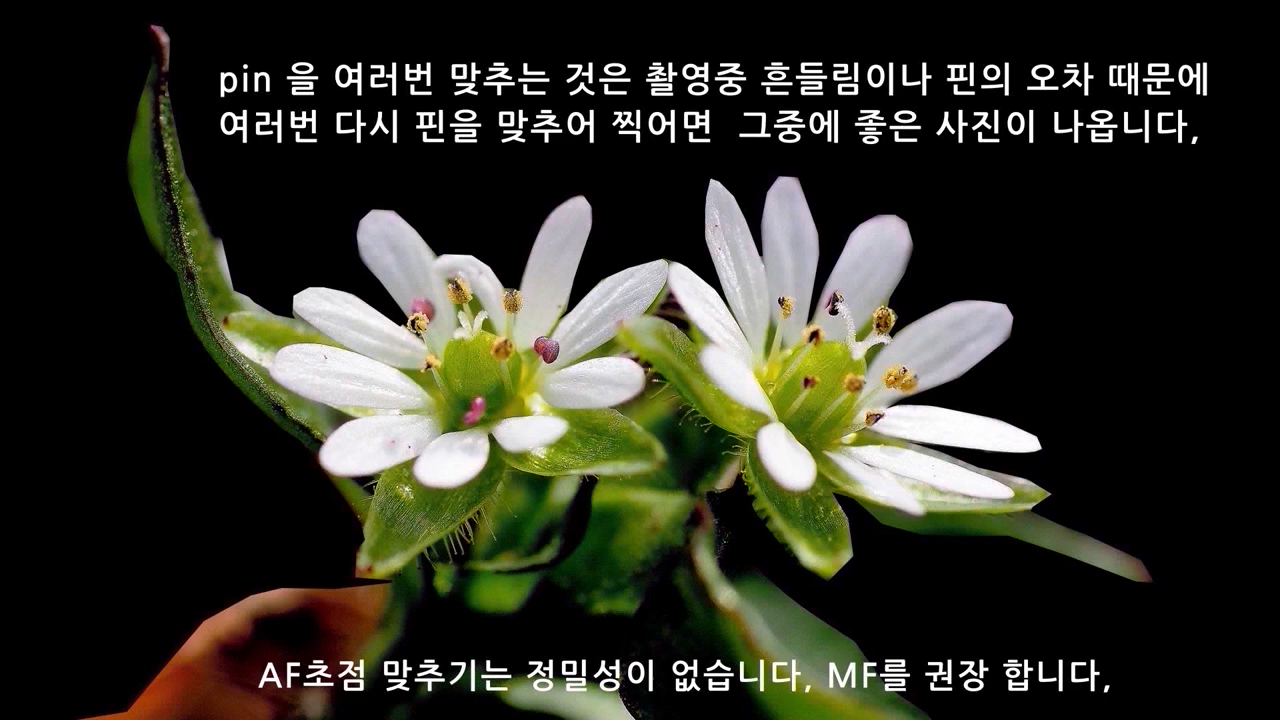 pin 을 여러번 맞추는 것은 촬영중 흔들림이나 핀의 오차 때문에
여러번 다시 핀을 맞추어 찍어면 그중에 좋은 사진이 나옵니다,
AF초점 맞추기는 정밀성이 없습니다, MF를 권장 합니다,